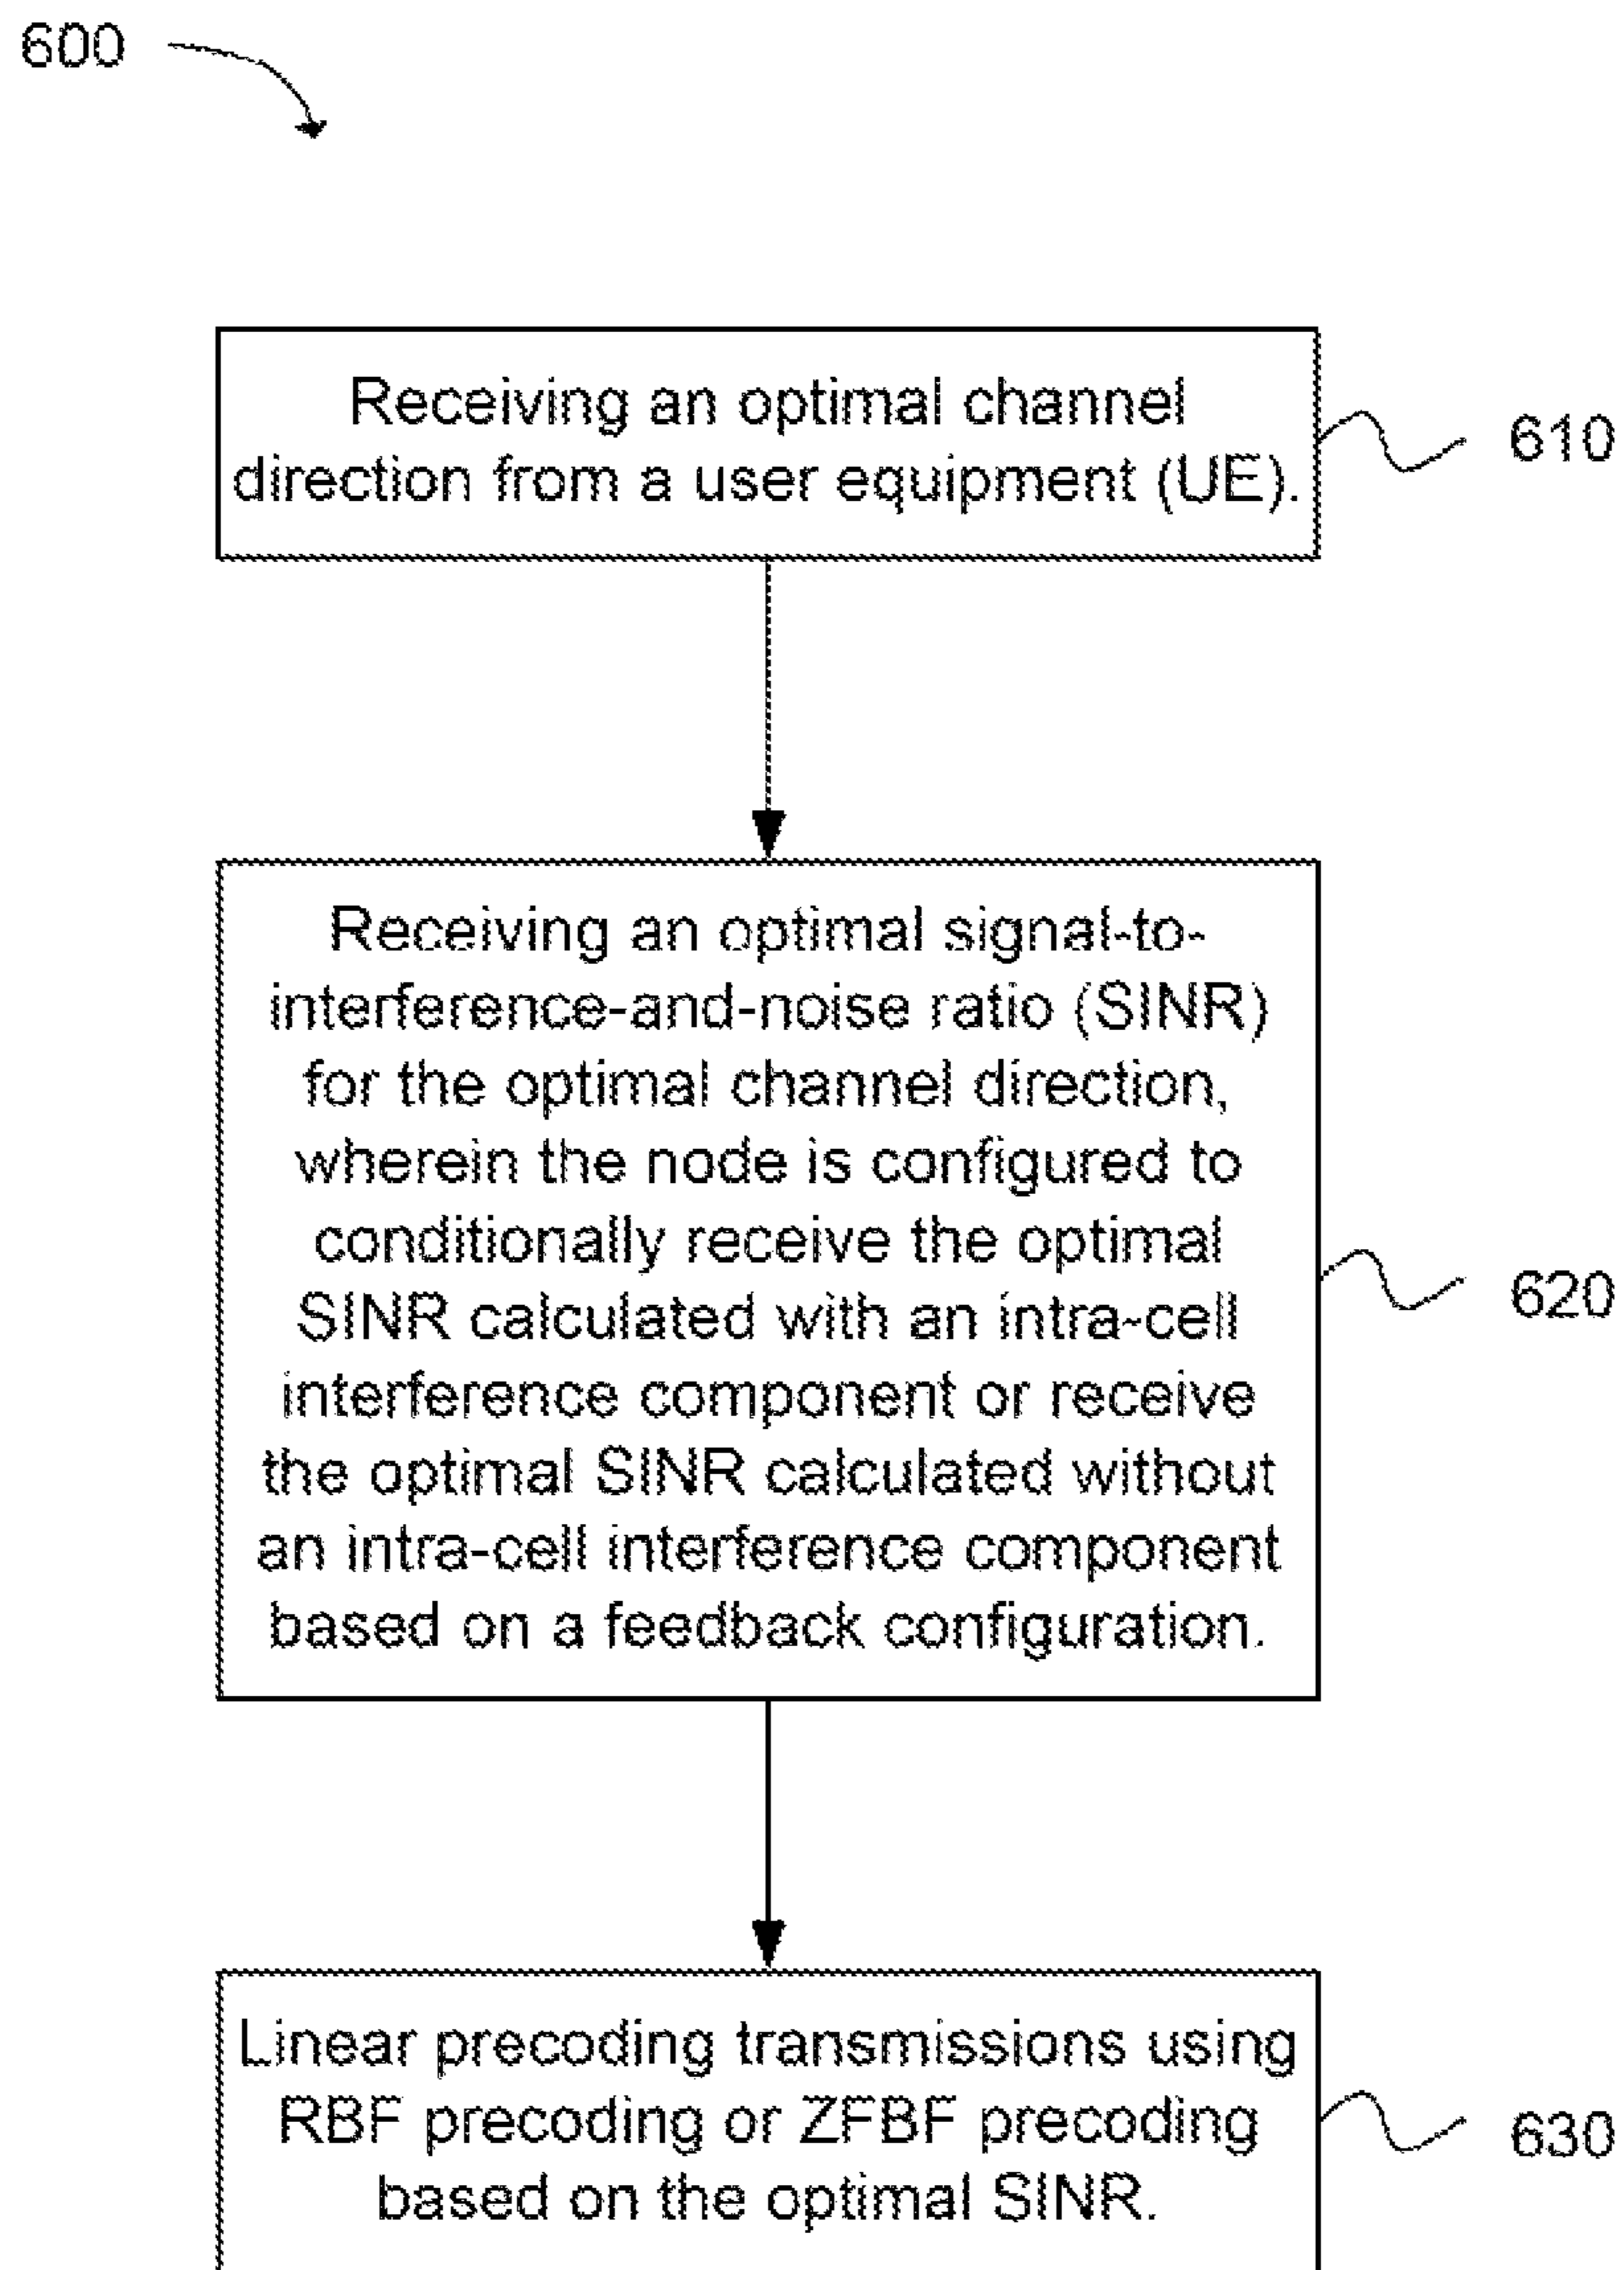 600
Receiving an optimal channel
direction from a user equipment (UE).
610
Receiving an optimal signal-to-
interference-and-noise ratio (SINR)
for the optimal channel direction,
wherein the node is configured to
conditionally receive the optimal
SINR calculated with an intra-cell
interference component or receive
the optimal SINR calculated without
an intra-cell interference component
based on a feedback configuration.
620
Linear precoding transmissions using
RBF precoding or ZFBF precoding
based on the optimal SINR.
630